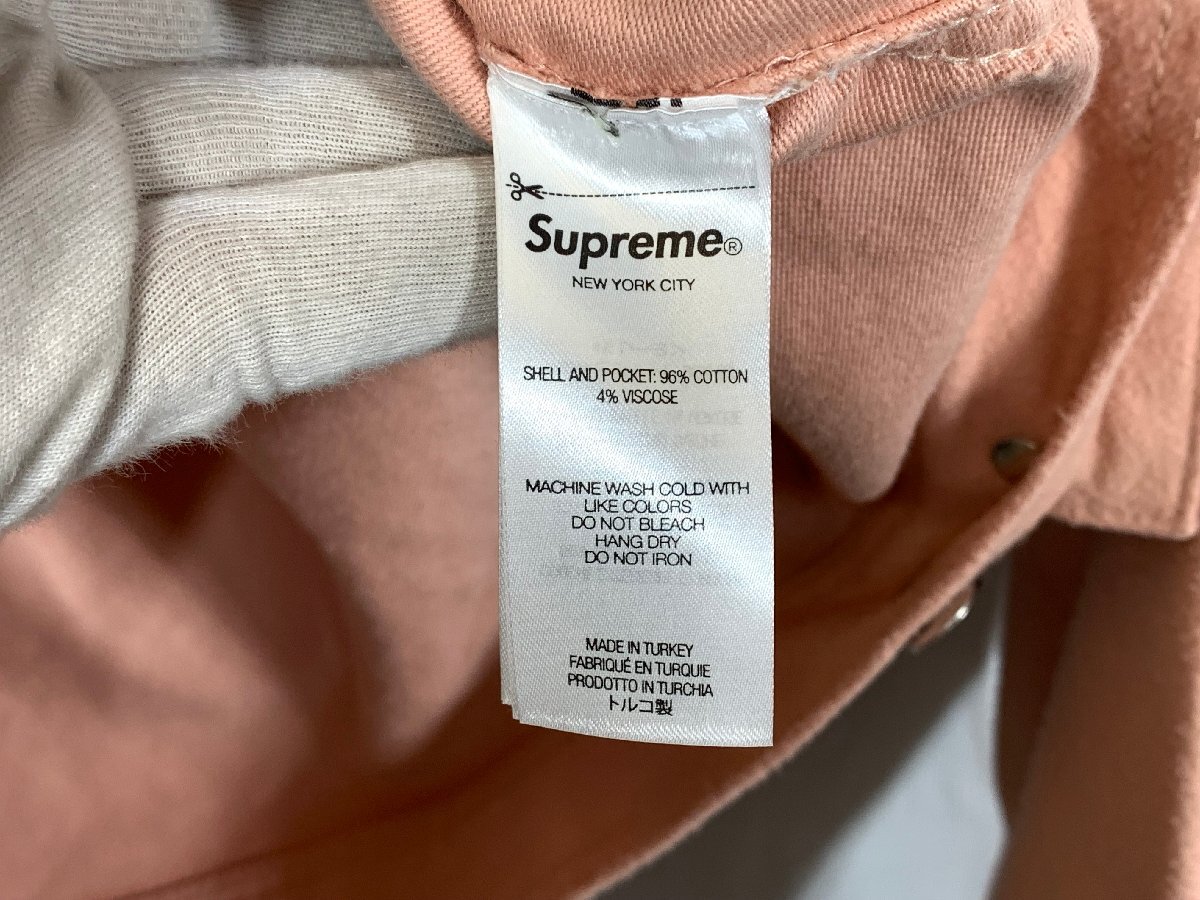 Supreme®
NEW YORK CITY
SHELL AND POCKET: 96% COTTON
4% VISCOSE
MACHINE WASH COLD WITH
LIKE COLORS
DO NOT BLEACH
HANG DRY
DO NOT IRON
MADE IN TURKEY
FABRIQUÉ EN TURQUIE
PRODOTTO IN TURCHIA
トルコ製